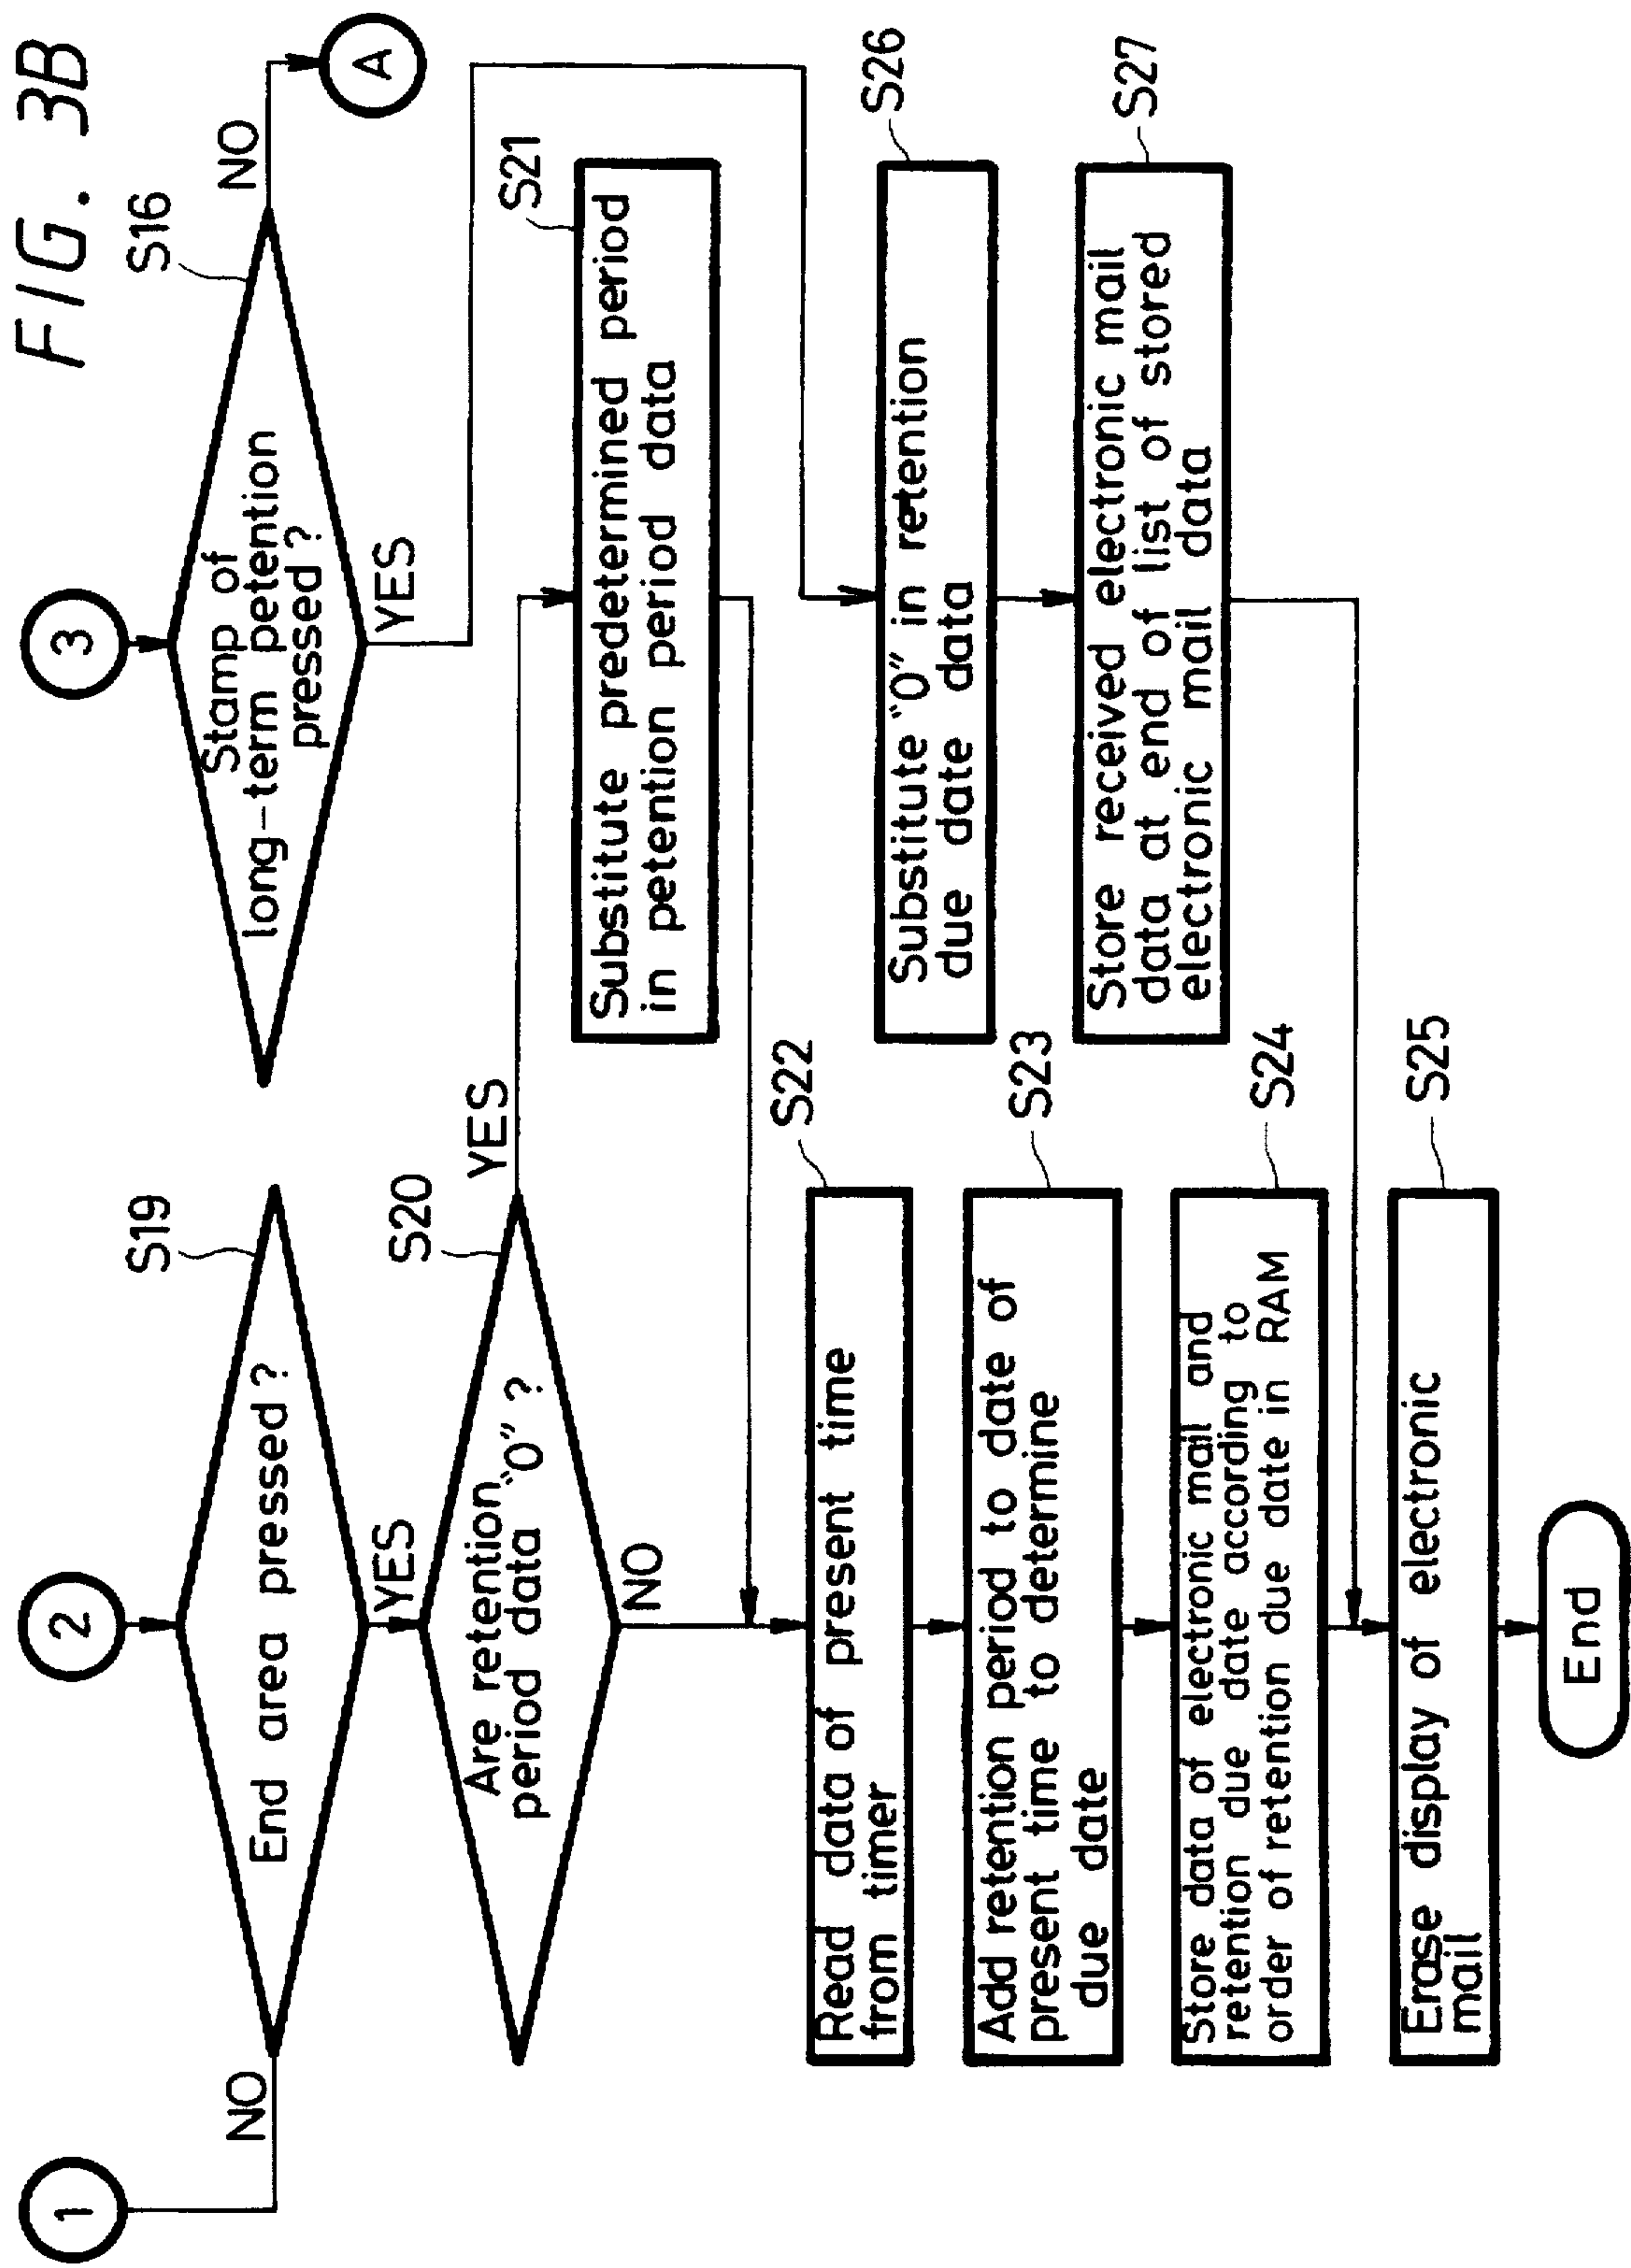 FIG. 3B
1
2
3
NO
End area pressed?
S19
YES
Stamp of
long-term petention
pressed?
S16
NO
A
YES
Are retention
period data "0"?
S20
YES
NO
S21
Substitute predetermined period
in petention period data
S22
Read data of present time
from timer
S26
Substitute "0" in retention
due date data
S23
Add retention period to date of
present time to determine
due date
S27
Store received electronic mail
data at end of list of stored
electronic mail data
S24
Store data of electronic mail and
retention due date according to
order of retention due date in RAM
S25
Erase display of electronic
mail
End